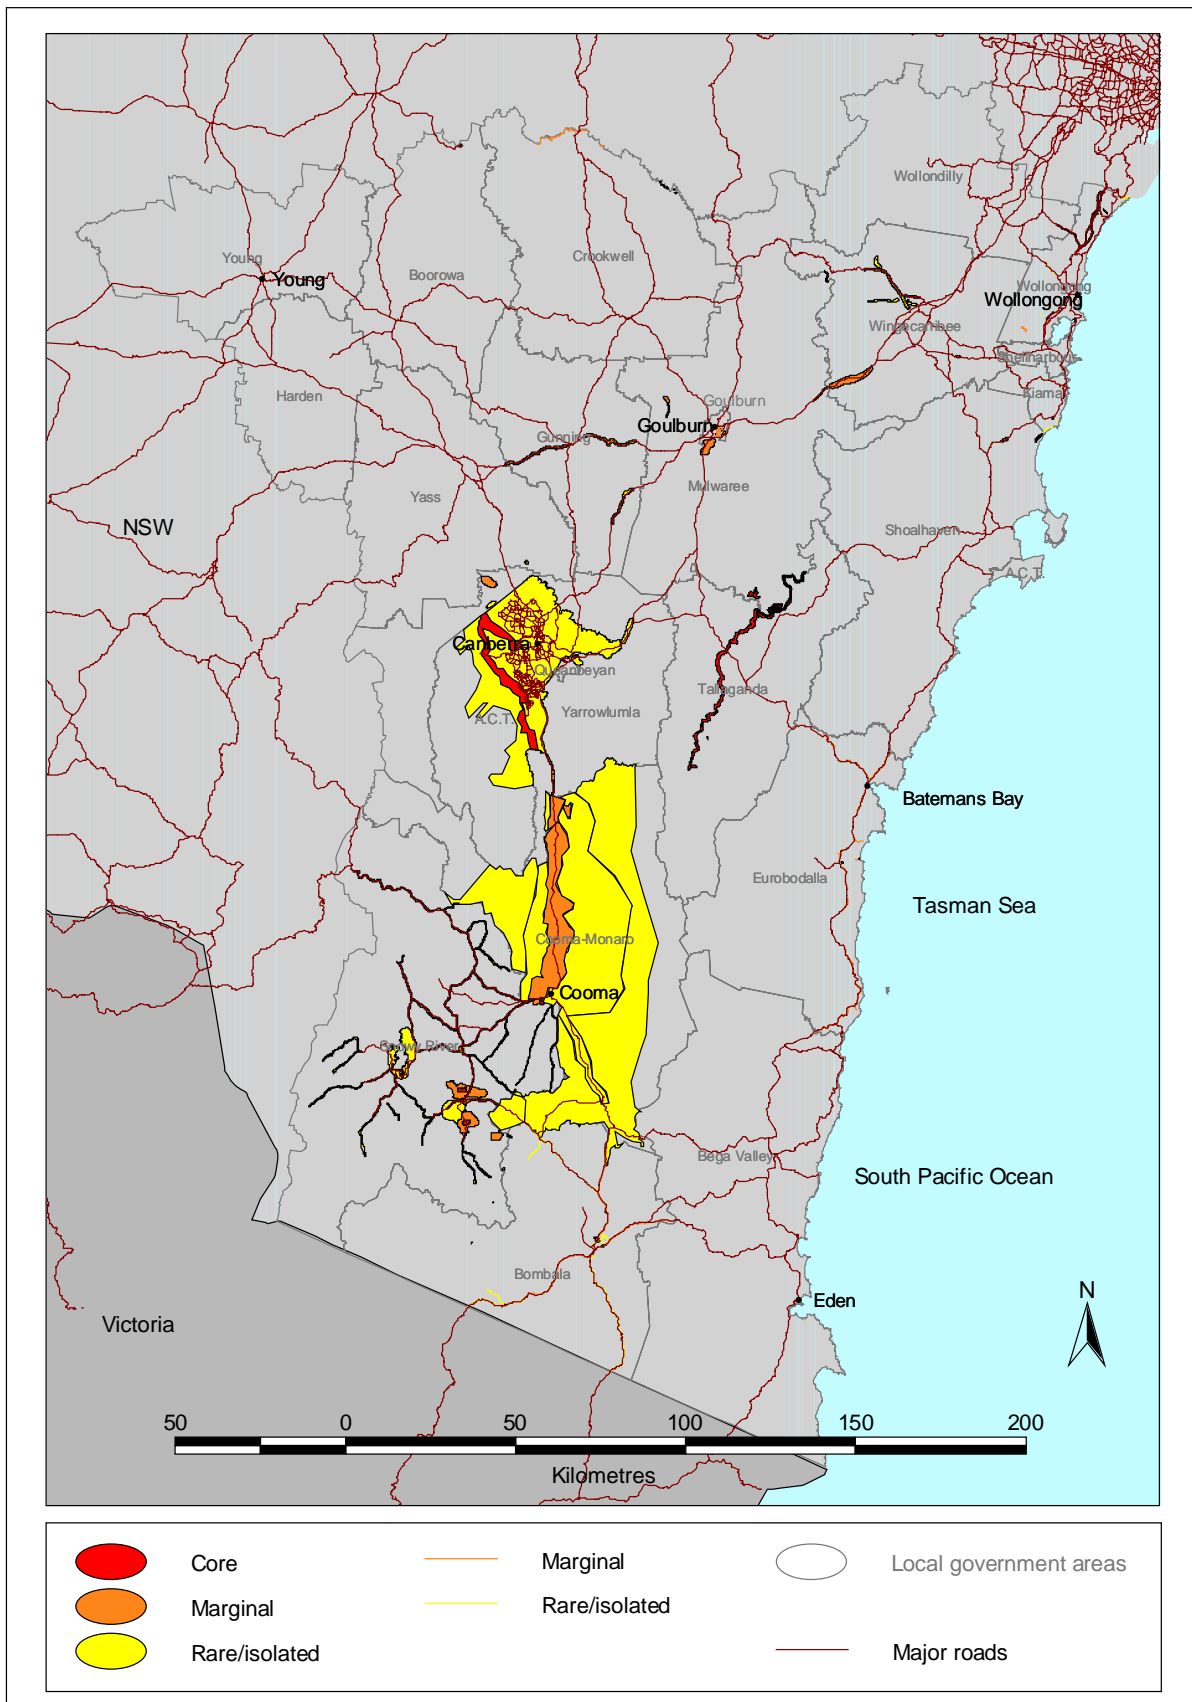 Wollondilly
Young
Young
Boorowa
Crookwell
Wollongong
Wollongong
Wingecarribee
Shellharbour
Kiama
Harden
Goulburn
Goulburn
Gunning
Yass
Mulwaree
NSW
Shoalhaven
A.C.T.
Canberra
Queanbeyan
Tallaganda
A.C.T.
Yarrowlumla
Batemans Bay
Eurobodalla
Tasman Sea
Cooma-Monaro
Cooma
Snowy River
Bega Valley
South Pacific Ocean
Bombala
N
Eden
Victoria
50 0 50 100 150 200
Kilometres
Core Marginal Local government areas
Marginal Rare/isolated
Rare/isolated Major roads